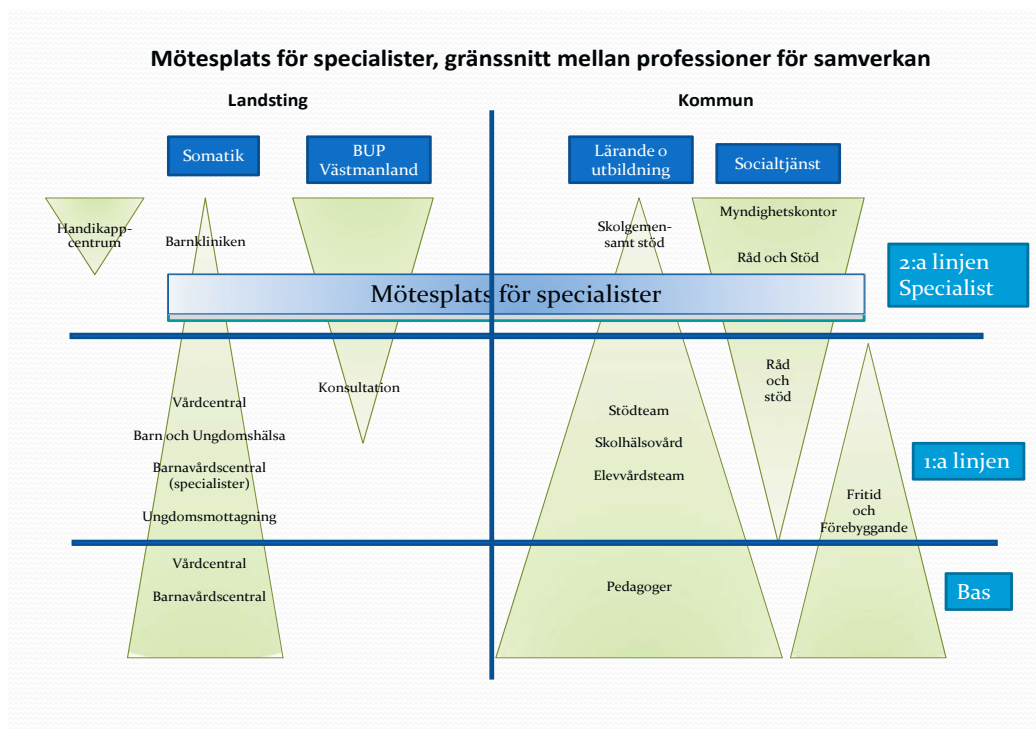 Mötesplats för specialister, gränssnitt mellan professioner för samverkan
Landsting
Kommun
Somatik
BUP
Västmanland
Lärande o
utbildning
Socialtjänst
Handikapp-
centrum
Barnkliniken
Skolgemen-
samt stöd
Myndighetskontor
Råd och Stöd
2:a linjen
Specialist
Mötesplats för specialister
Konsultation
Råd
och
stöd
Vårdcentral
Barn och Ungdomshälsa
Barnavårdscentral
(specialister)
Ungdomsmottagning
Stödteam
Skolhälsovård
Elevvårdsteam
1:a linjen
Fritid
och
Förebyggande
Vårdcentral
Barnavårdscentral
Pedagoger
Bas